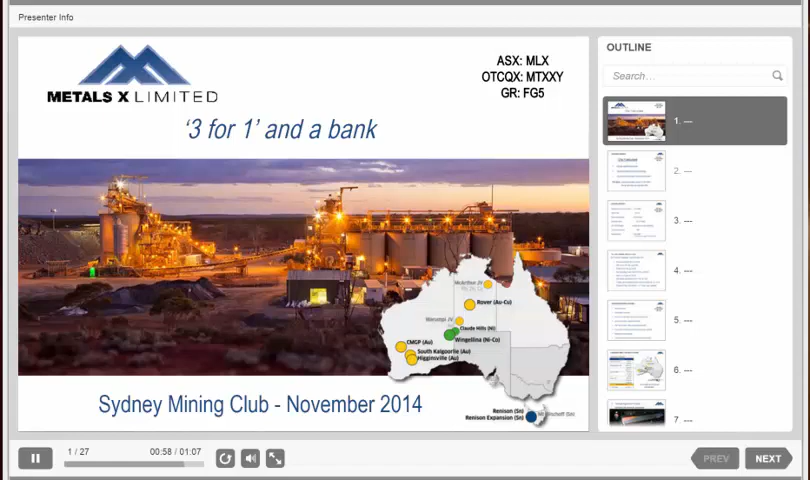 Presenter Info
METALS X LIMITED
ASX: MLX
OTCQX: MTXXY
GR: FG5
‘3 for 1’ and a bank
Rover (Au-Cu)
Claude Hills (Ni)
Wingellina (Ni-Co)
CMGP (Au)
South Kalgoorlie (Au)
Higginsville (Au)
Renison (Sn)
Renison Expansion (Sn)
Sydney Mining Club - November 2014
OUTLINE
Search...
1. ---
2. ---
3. ---
4. ---
5. ---
6. ---
7. ---
1 / 27
00:58 / 01:07
PREV
NEXT